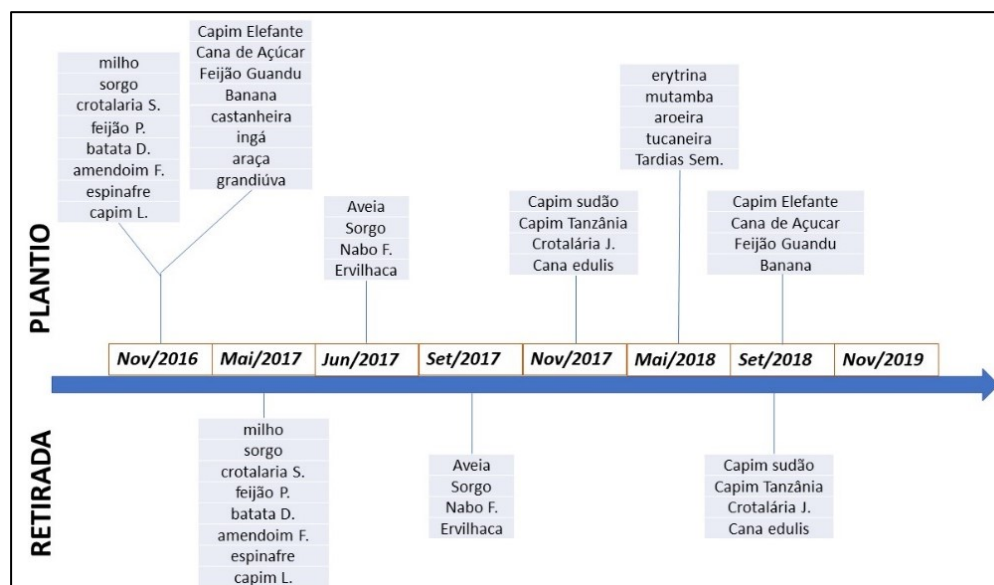 PLANTIO
milho
sorgo
crotalaria S.
feijão P.
batata D.
amendoim F.
espinafre
capim L.
Capim Elefante
Cana de Açúcar
Feijão Guandu
Banana
castanheira
ingá
araça
grandiúva
Aveia
Sorgo
Nabo F.
Ervilhaca
Capim sudão
Capim Tanzânia
Crotalária J.
Cana edulis
erytrina
mutamba
aroeira
tucaneira
Tardias Sem.
Capim Elefante
Cana de Açucar
Feijão Guandu
Banana
Nov/2016 Mai/2017 Jun/2017 Set/2017 Nov/2017 Mai/2018 Set/2018 Nov/2019
RETIRADA
milho
sorgo
crotalaria S.
feijão P.
batata D.
amendoim F.
espinafre
capim L.
Aveia
Sorgo
Nabo F.
Ervilhaca
Capim sudão
Capim Tanzânia
Crotalária J.
Cana edulis